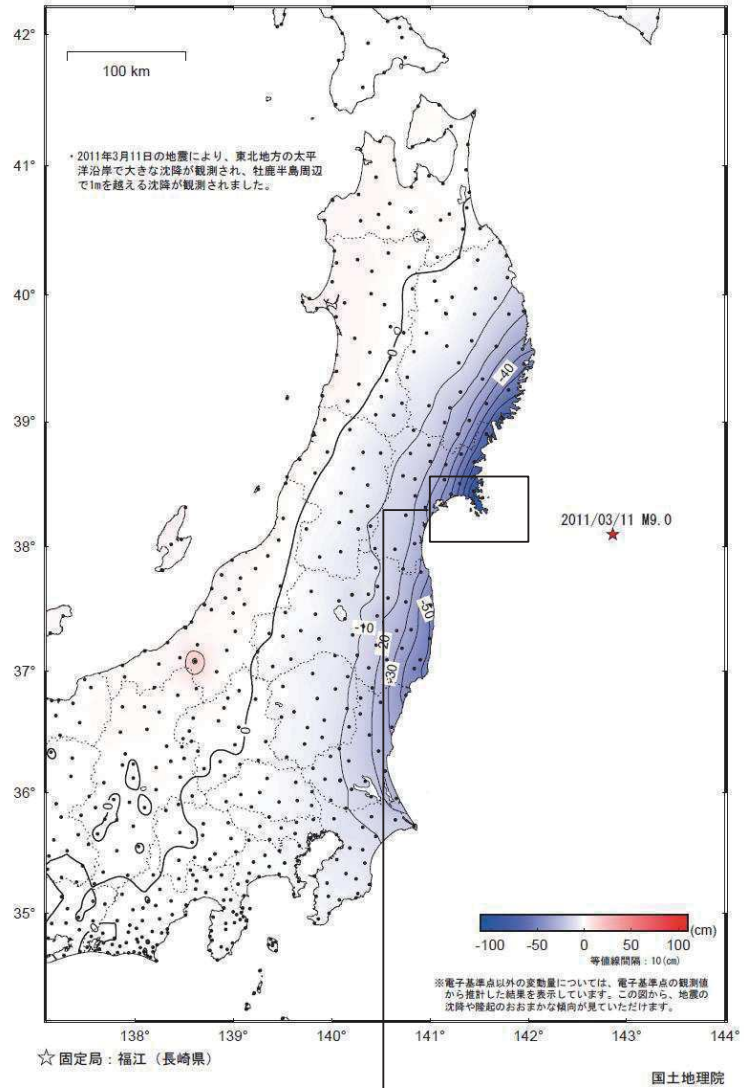 42°
100 km
・2011年3月11日の地震により、東北地方の太平
洋沿岸で大きな沈降が観測され、牡鹿半島周辺
で1mを越える沈降が観測されました。
41°
40°
0
-40
39°
2011/03/11 M9.0
38°
-50
-10
-20
37°
-30
0
36°
35°
-100 -50 0 50 100 (cm)
等値線間隔：10(cm)
※電子基準点以外の変動量については、電子基準点の観測値
から推計した結果を表示しています。この図から、地震の
沈降や隆起のおおまかな傾向が見ていただけます。
138° 139° 140° 141° 142° 143° 144°
☆ 固定局：福江（長崎県）
国土地理院